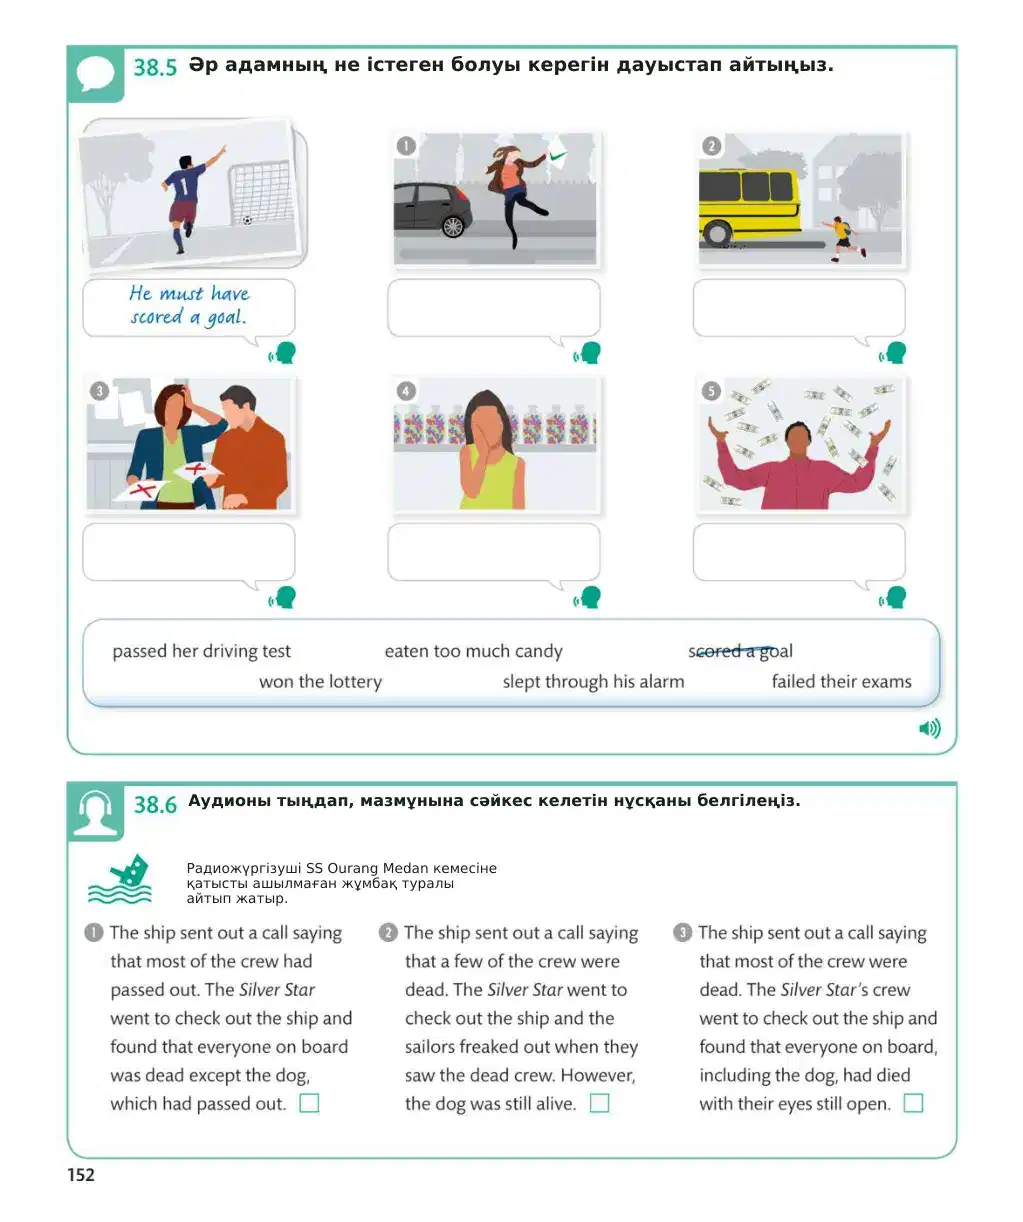 38.5 Әр адамның не істеген болуы керегін дауыстап айтыңыз.
1
He must have
scored a goal.
1
2
3
4
5
passed her driving test
eaten too much candy
scored a goal
won the lottery
slept through his alarm
failed their exams
38.6 Аудионы тыңдап, мазмұнына сәйкес келетін нұсқаны белгілеңіз.
Радиожүргізуші SS Ourang Medan кемесіне
қатысты ашылмаған жұмбақ туралы
айтып жатыр.
1 The ship sent out a call saying
that most of the crew had
passed out. The Silver Star
went to check out the ship and
found that everyone on board
was dead except the dog,
which had passed out.
2 The ship sent out a call saying
that a few of the crew were
dead. The Silver Star went to
check out the ship and the
sailors freaked out when they
saw the dead crew. However,
the dog was still alive.
3 The ship sent out a call saying
that most of the crew were
dead. The Silver Star's crew
went to check out the ship and
found that everyone on board,
including the dog, had died
with their eyes still open.
152